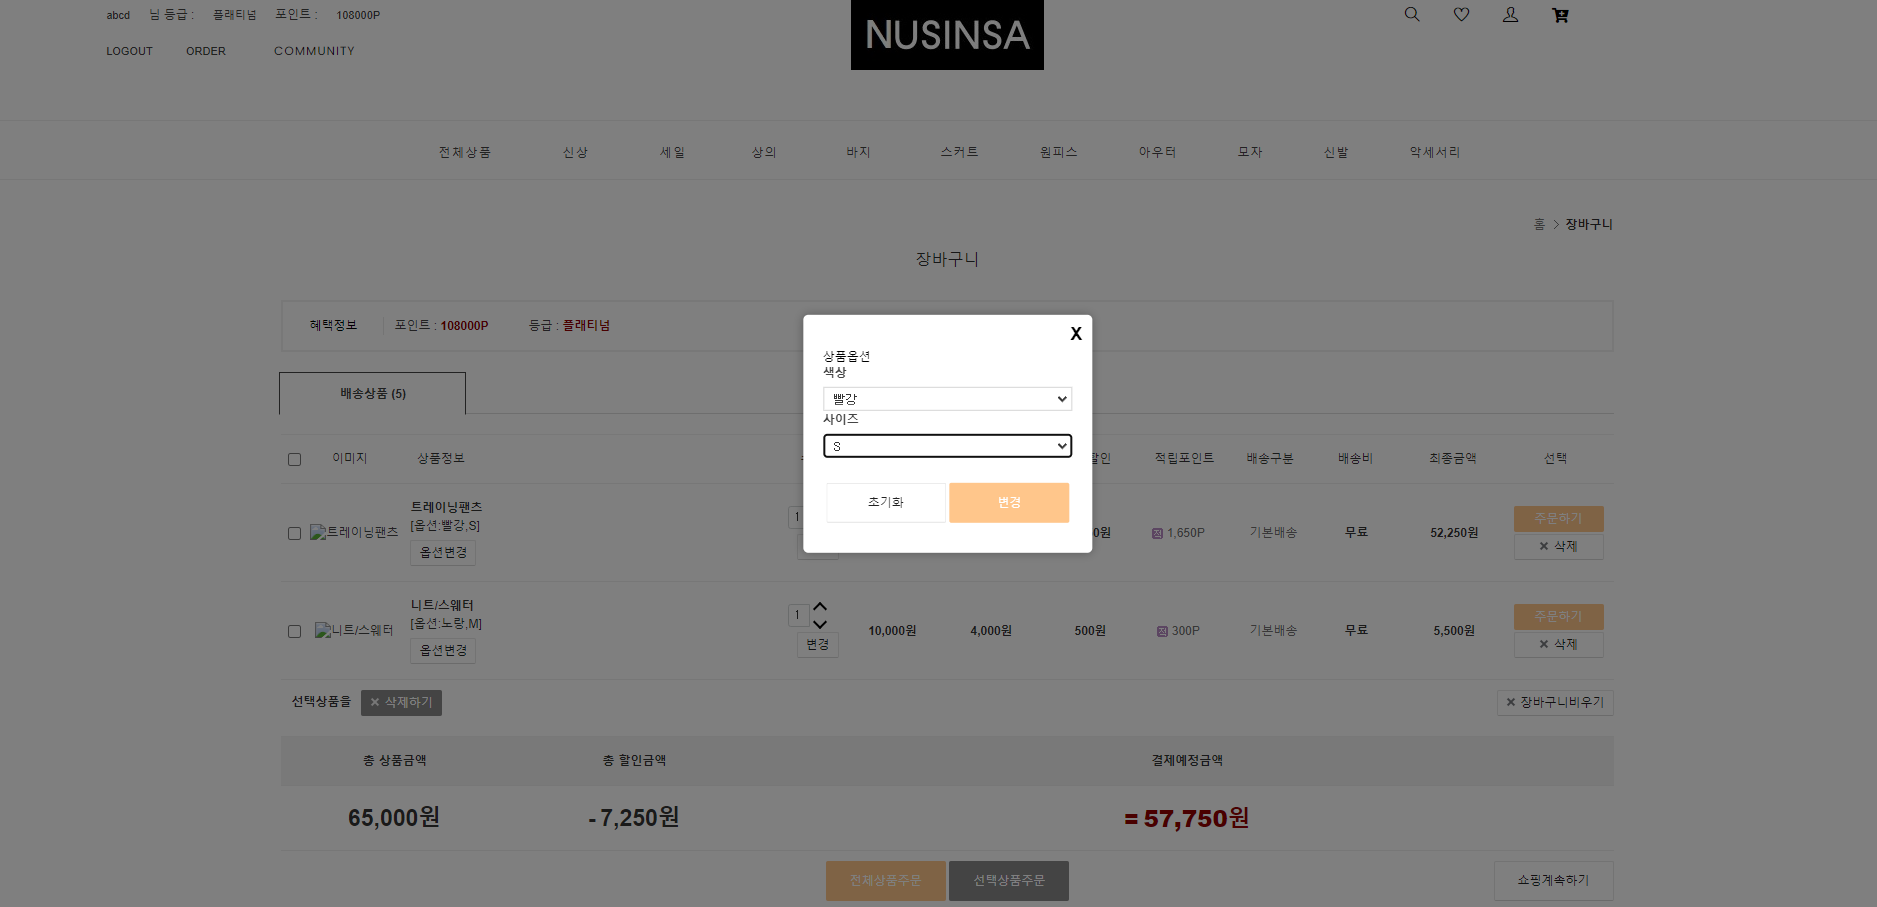 abcd 님 등급 : 플래티넘 포인트 : 108000P
LOGOUT ORDER COMMUNITY
NUSINSA
전체상품 신상 세일 상의 바지 스커트 원피스 아우터 모자 신발 악세서리
홈 > 장바구니
장바구니
혜택정보 포인트 : 108000P 등급 : 플래티넘
배송상품 (5)
X
상품옵션
색상
빨강
사이즈
S
초기화 변경
이미지 상품정보 할인 적립포인트 배송구분 배송비 최종금액 선택
트레이닝팬츠
트레이닝팬츠
[옵션:빨강,S]
옵션변경
1
0원 1,650P 기본배송 무료 52,250원
주문하기
× 삭제
니트/스웨터
니트/스웨터
[옵션:노랑,M]
옵션변경
1
변경
10,000원 4,000원 500원 300P 기본배송 무료 5,500원
주문하기
× 삭제
선택상품을 × 삭제하기 × 장바구니비우기
총 상품금액 총 할인금액 결제예정금액
65,000원 - 7,250원 = 57,750원
전체상품주문 선택상품주문 쇼핑계속하기